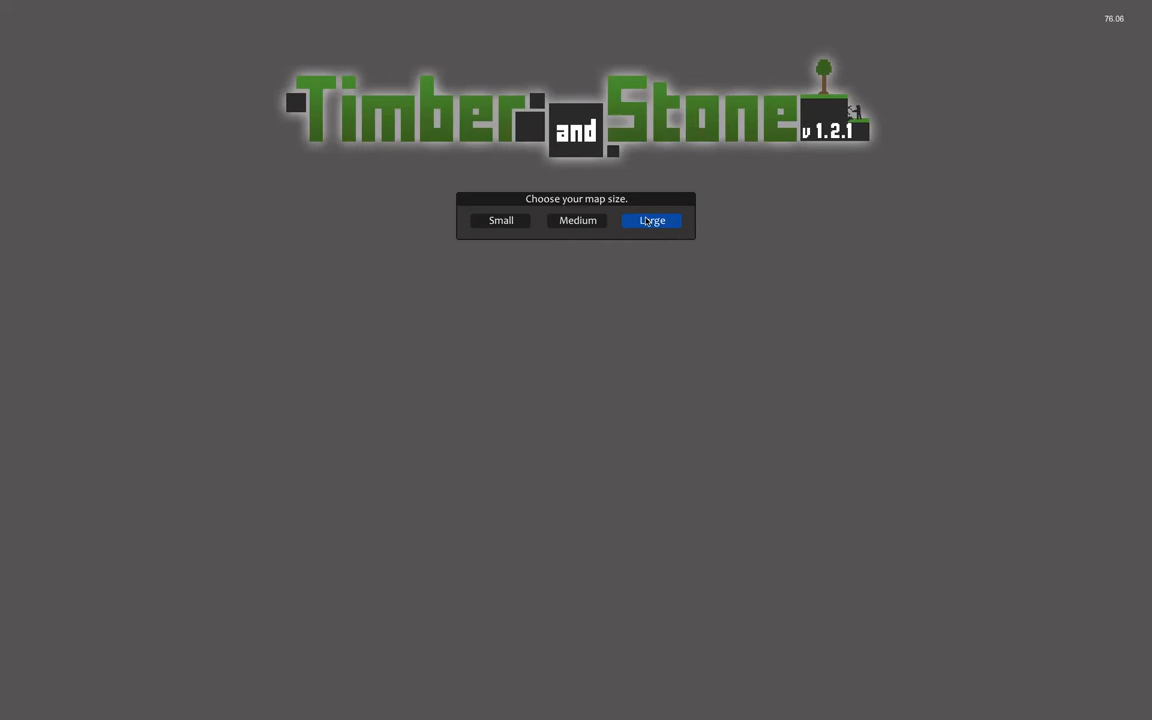 76.06
Timber and Stone
v 1.2.1
Choose your map size.
Small Medium Large